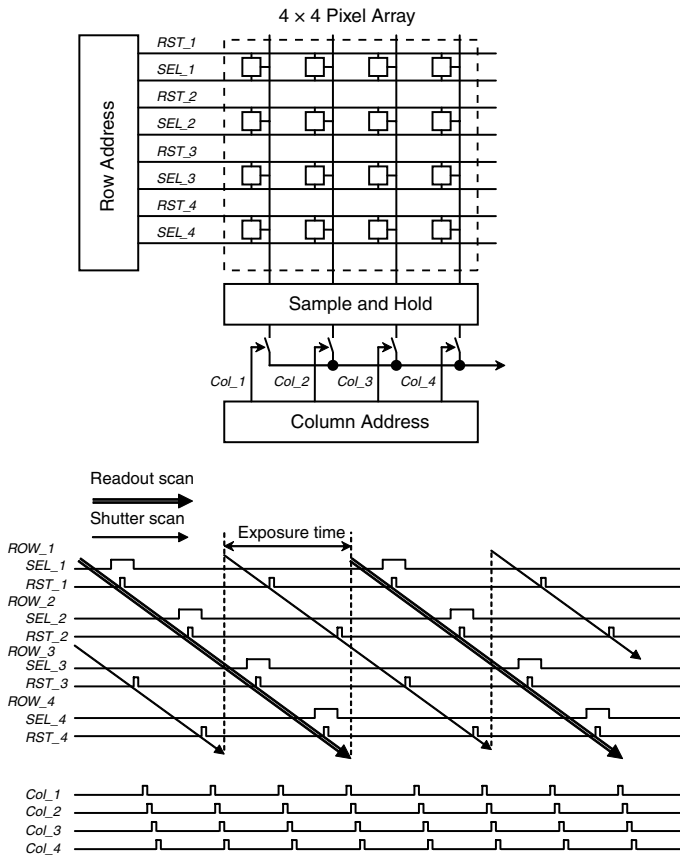 4 × 4 Pixel Array
Row Address
RST_1
SEL_1
RST_2
SEL_2
RST_3
SEL_3
RST_4
SEL_4
Sample and Hold
Col_1 Col_2 Col_3 Col_4
Column Address
Readout scan
Shutter scan
Exposure time
ROW_1
SEL_1
RST_1
ROW_2
SEL_2
RST_2
ROW_3
SEL_3
RST_3
ROW_4
SEL_4
RST_4
Col_1
Col_2
Col_3
Col_4